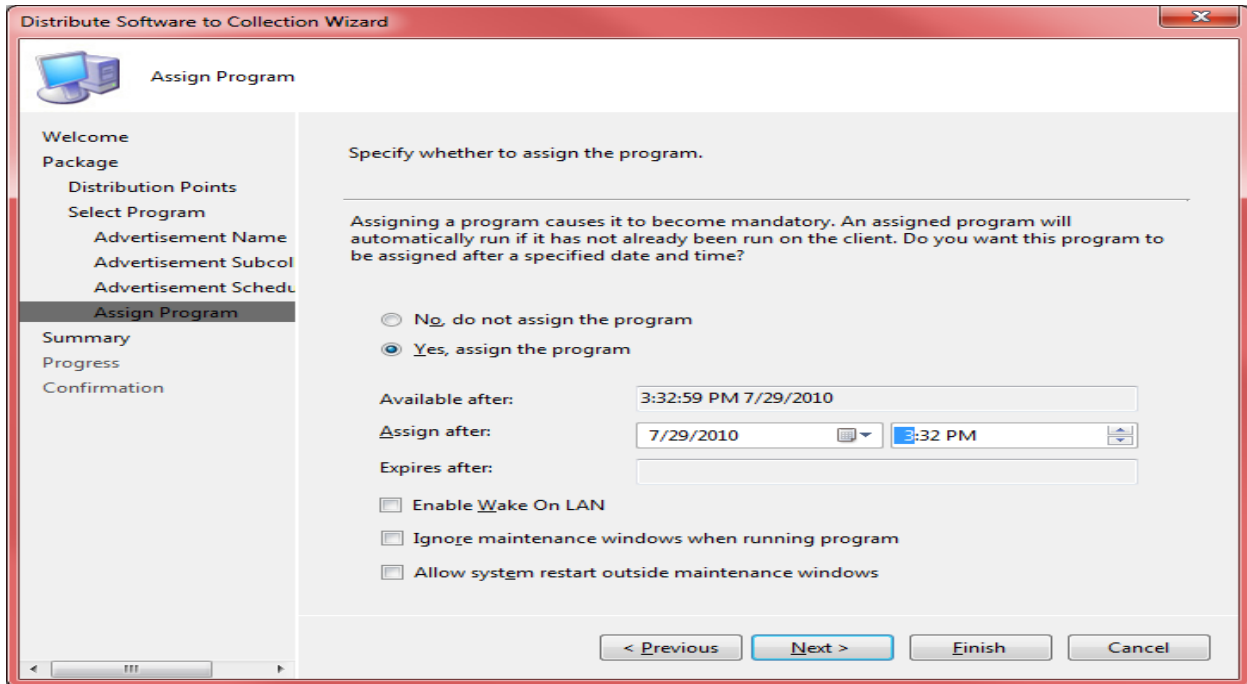 Distribute Software to Collection Wizard
Assign Program
Welcome
Package
Distribution Points
Select Program
Advertisement Name
Advertisement Subcol
Advertisement Schedu
Assign Program
Summary
Progress
Confirmation
Specify whether to assign the program.
Assigning a program causes it to become mandatory. An assigned program will
automatically run if it has not already been run on the client. Do you want this program to
be assigned after a specified date and time?
No, do not assign the program
Yes, assign the program
Available after: 3:32:59 PM 7/29/2010
Assign after: 7/29/2010 3:32 PM
Expires after:
Enable Wake On LAN
Ignore maintenance windows when running program
Allow system restart outside maintenance windows
< Previous Next > Finish Cancel